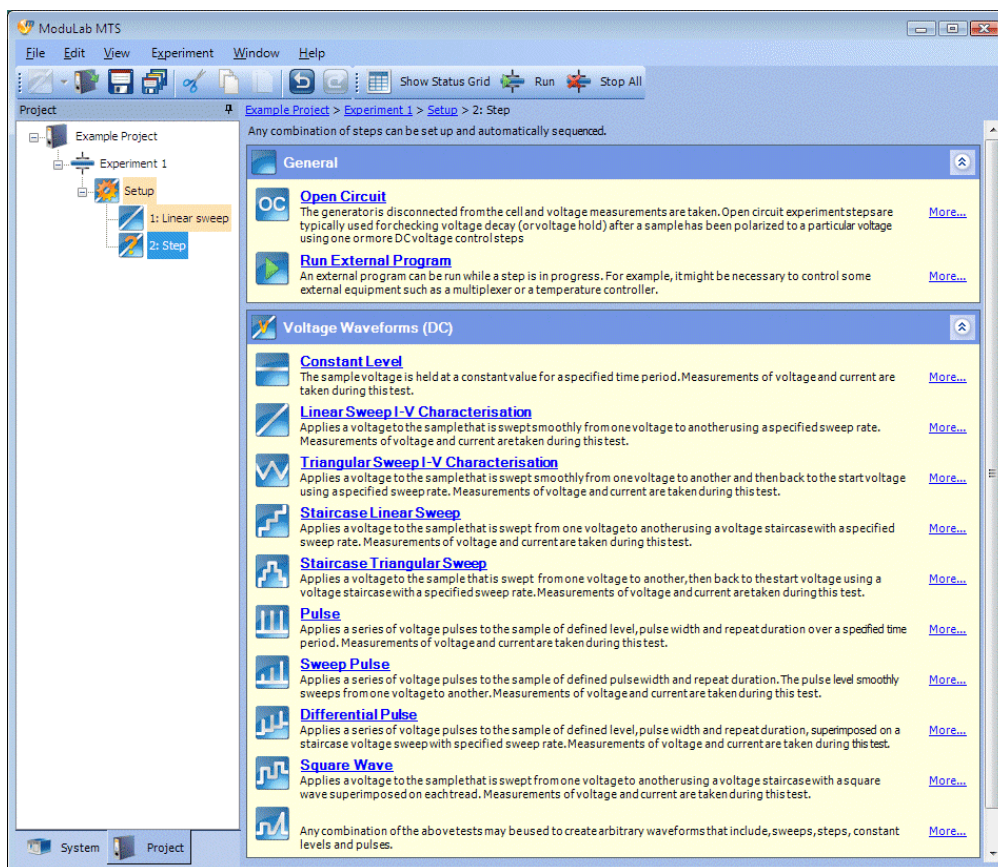 ModuLab MTS
File Edit View Experiment Window Help
Show Status Grid Run Stop All
Project
Example Project
Experiment 1
Setup
1: Linear sweep
2: Step
System Project
Example Project > Experiment 1 > Setup > 2: Step
Any combination of steps can be set up and automatically sequenced.
General
OC
Open Circuit
The generator is disconnected from the cell and voltage measurements are taken. Open circuit experiment steps are
typically used for checking voltage decay (or voltage hold) after a sample has been polarized to a particular voltage
using one or more DC voltage control steps
More...
Run External Program
An external program can be run while a step is in progress. For example, it might be necessary to control some
external equipment such as a multiplexer or a temperature controller.
More...
Voltage Waveforms (DC)
Constant Level
The sample voltage is held at a constant value for a specified time period. Measurements of voltage and current are
taken during this test.
More...
Linear Sweep I-V Characterisation
Applies a voltage to the sample that is swept smoothly from one voltage to another using a specified sweep rate.
Measurements of voltage and current are taken during this test.
More...
Triangular Sweep I-V Characterisation
Applies a voltage to the sample that is swept smoothly from one voltage to another and then back to the start voltage
using a specified sweep rate. Measurements of voltage and current are taken during this test.
More...
Staircase Linear Sweep
Applies a voltage to the sample that is swept from one voltage to another using a voltage staircase with a specified
sweep rate. Measurements of voltage and current are taken during this test.
More...
Staircase Triangular Sweep
Applies a voltage to the sample that is swept from one voltage to another, then back to the start voltage using a
voltage staircase with a specified sweep rate. Measurements of voltage and current are taken during this test.
More...
Pulse
Applies a series of voltage pulses to the sample of defined level, pulse width and repeat duration over a specified time
period. Measurements of voltage and current are taken during this test.
More...
Sweep Pulse
Applies a series of voltage pulses to the sample of defined pulse width and repeat duration. The pulse level smoothly
sweeps from one voltage to another. Measurements of voltage and current are taken during this test.
More...
Differential Pulse
Applies a series of voltage pulses to the sample of defined level, pulse width and repeat duration, superimposed on a
staircase voltage sweep with specified sweep rate. Measurements of voltage and current are taken during this test.
More...
Square Wave
Applies a voltage to the sample that is swept from one voltage to another using a voltage staircase with a square
wave superimposed on each tread. Measurements of voltage and current are taken during this test.
More...
Any combination of the above tests may be used to create arbitrary waveforms that include, sweeps, steps, constant
levels and pulses.
More...